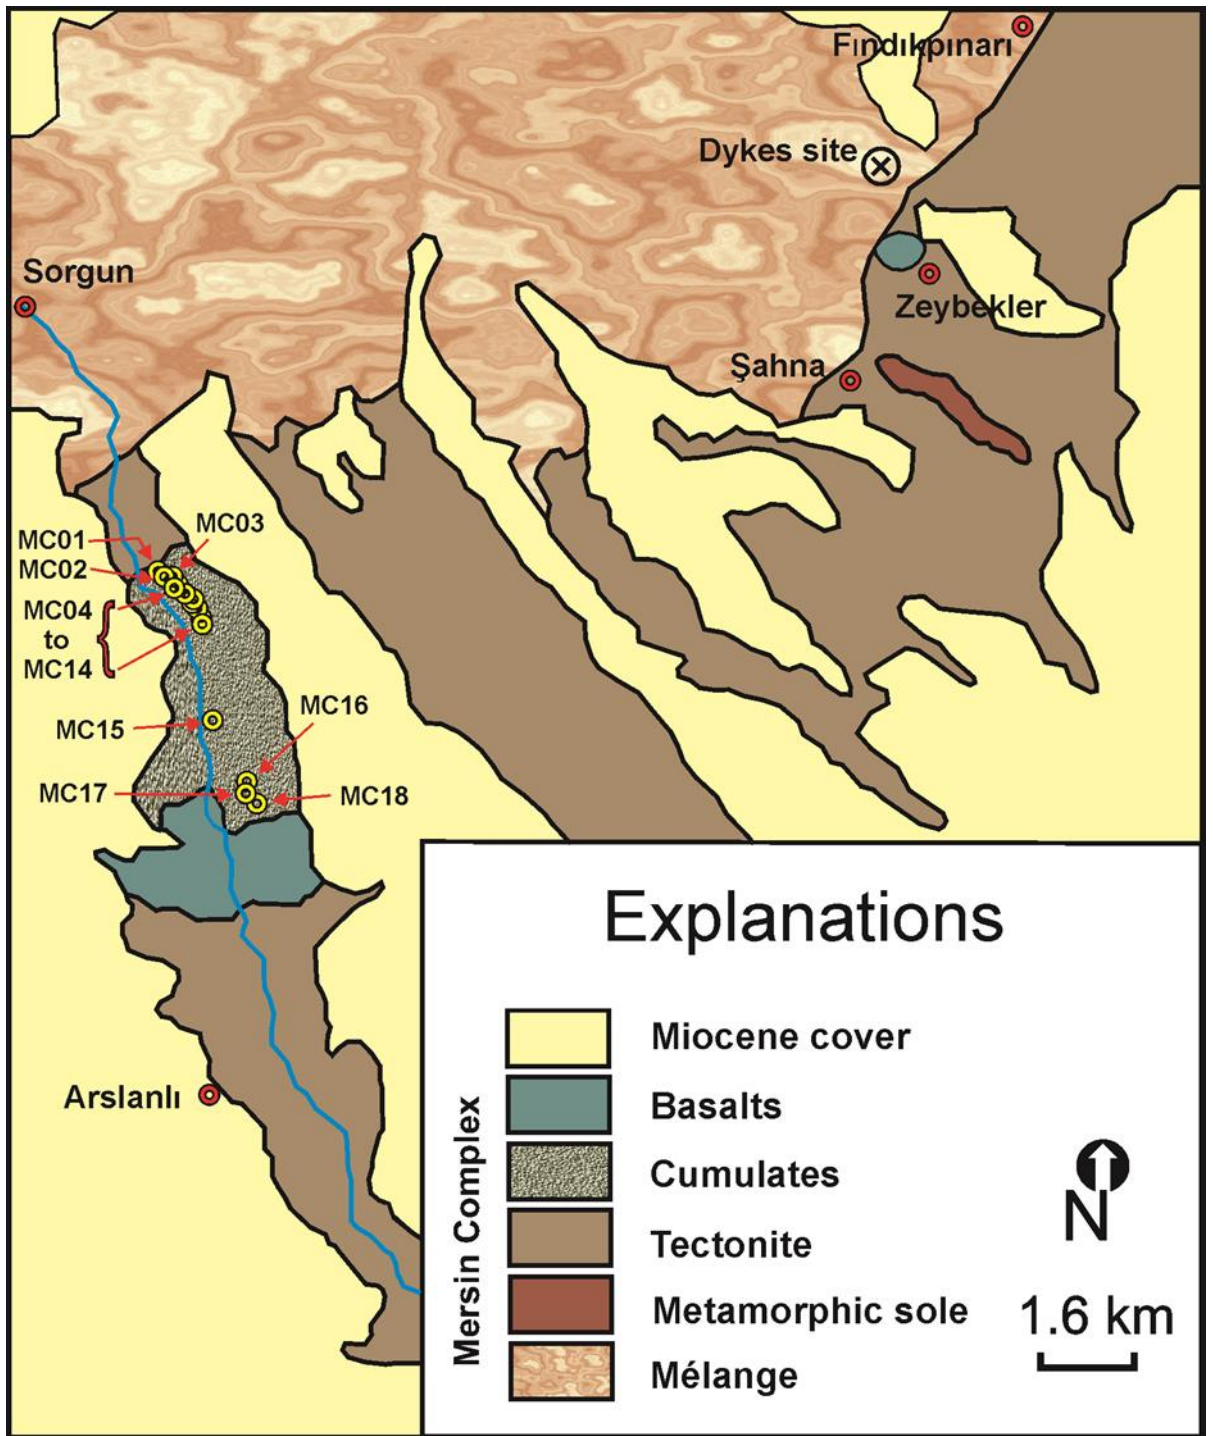 Fındıkpınarı
Dykes site
Sorgun
Zeybekler
Şahna
MC03
MC01
MC02
MC04
to
MC14
MC16
MC15
MC17
MC18
Explanations
Miocene cover
Basalts
Cumulates
Tectonite
Metamorphic sole
Mélange
Mersin Complex
N
1.6 km
Arslanlı